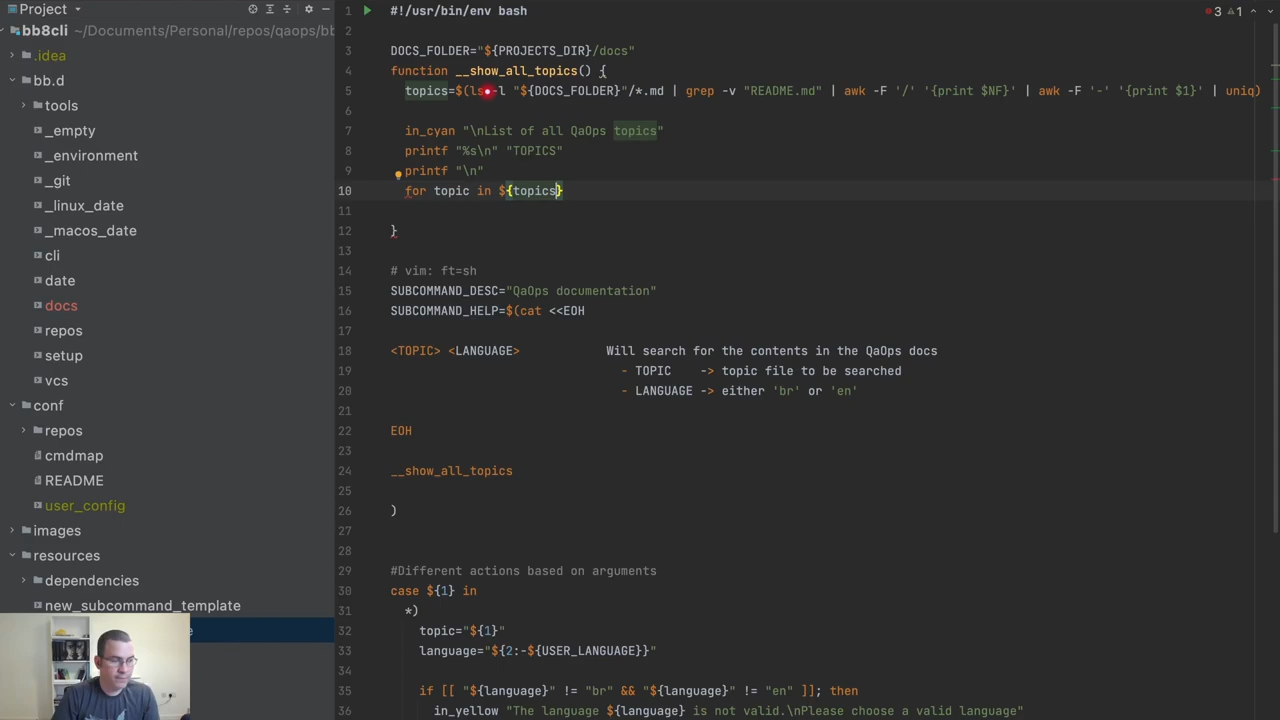 Project
bb8cli ~/Documents/Personal/repos/qaops/bb
.idea
bb.d
tools
_empty
_environment
_git
_linux_date
_macos_date
cli
date
docs
repos
setup
vcs
conf
repos
cmdmap
README
user_config
images
resources
dependencies
new_subcommand_template
3 1
1 #!/usr/bin/env bash
2
3 DOCS_FOLDER="${PROJECTS_DIR}/docs"
4 function __show_all_topics() {
5 topics=$(ls -l "${DOCS_FOLDER}"/*.md | grep -v "README.md" | awk -F '/' '{print $NF}' | awk -F '-' '{print $1}' | uniq)
6
7 in_cyan "\nList of all QaOps topics"
8 printf "%s\n" "TOPICS"
9 printf "\n"
10 for topic in ${topics}
11
12 }
13
14 # vim: ft=sh
15 SUBCOMMAND_DESC="QaOps documentation"
16 SUBCOMMAND_HELP=$(cat <<EOH
17
18 <TOPIC> <LANGUAGE> Will search for the contents in the QaOps docs
19 - TOPIC -> topic file to be searched
20 - LANGUAGE -> either 'br' or 'en'
21
22 EOH
23
24 __show_all_topics
25
26 )
27
28
29 #Different actions based on arguments
30 case ${1} in
31 *)
32 topic="${1}"
33 language="${2:-${USER_LANGUAGE}}"
34
35 if [[ "${language}" != "br" && "${language}" != "en" ]]; then
36 in_yellow "The language ${language} is not valid.\nPlease choose a valid language"